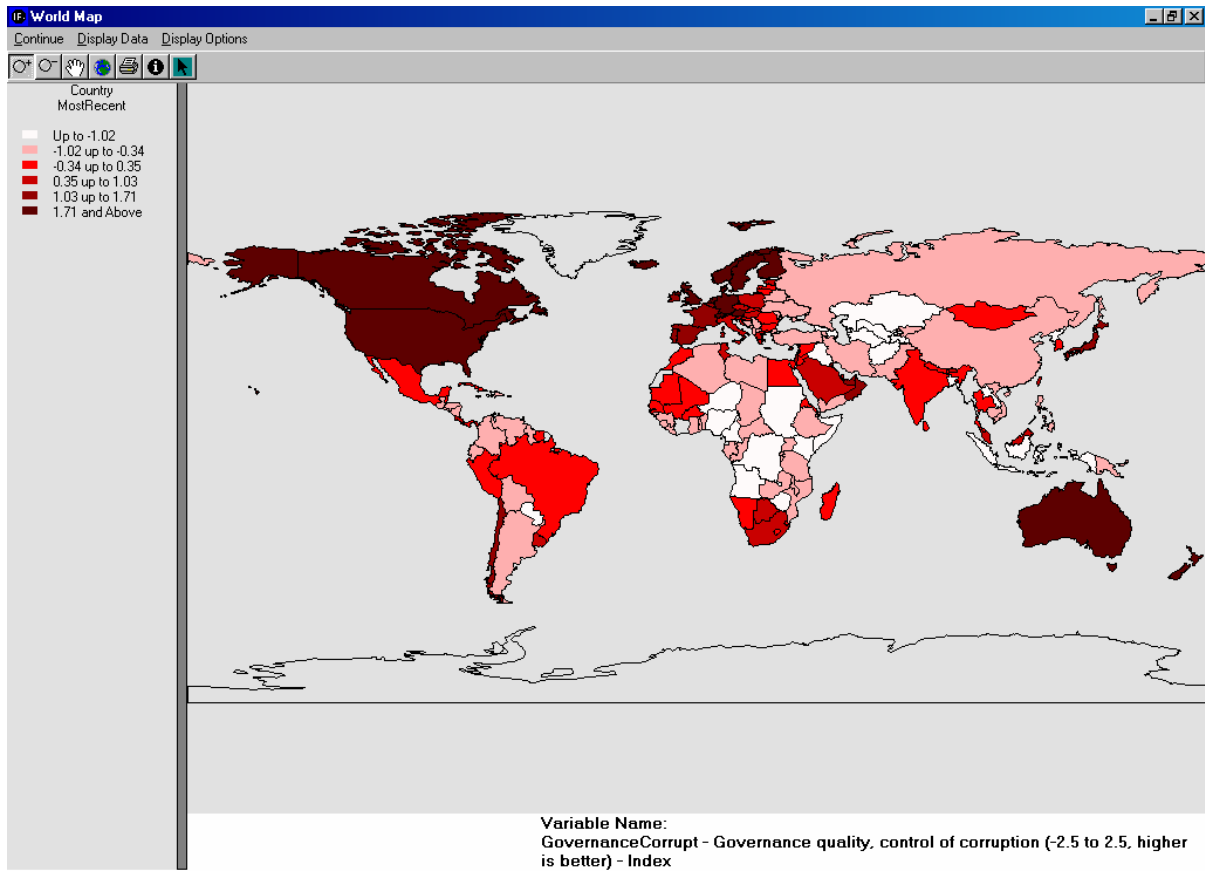 IFs World Map
Continue Display Data Display Options
Country
MostRecent
Up to -1.02
-1.02 up to -0.34
-0.34 up to 0.35
0.35 up to 1.03
1.03 up to 1.71
1.71 and Above
Variable Name:
GovernanceCorrupt - Governance quality, control of corruption (-2.5 to 2.5, higher
is better) - Index